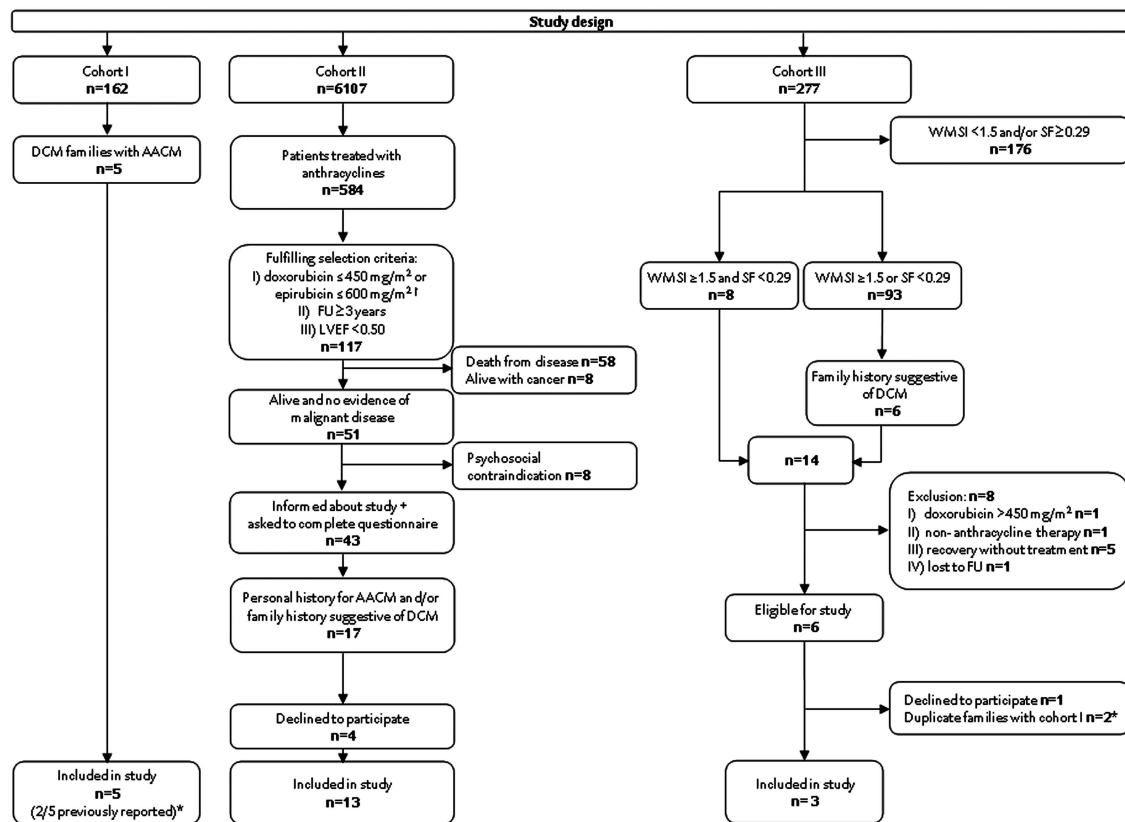 Study design
Cohort I
n=162
DCM families with AACM
n=5
Included in study
n=5
(2/5 previously reported)*
Cohort II
n=6107
Patients treated with
anthracyclines
n=584
Fulfilling selection criteria:
I) doxorubicin ≤450 mg/m² or
epirubicin ≤600 mg/m² †
II) FU ≥3 years
III) LVEF <0.50
n=117
Death from disease n=58
Alive with cancer n=8
Alive and no evidence of
malignant disease
n=51
Psychosocial
contraindication n=8
Informed about study +
asked to complete questionnaire
n=43
Personal history for AACM and/or
family history suggestive of DCM
n=17
Declined to participate
n=4
Included in study
n=13
Cohort III
n=277
WMSI <1.5 and/or SF ≥0.29
n=176
WMSI ≥1.5 and SF <0.29
n=8
WMSI ≥1.5 or SF <0.29
n=93
Family history suggestive
of DCM
n=6
n=14
Exclusion: n=8
I) doxorubicin >450 mg/m² n=1
II) non-anthracycline therapy n=1
III) recovery without treatment n=5
IV) lost to FU n=1
Eligible for study
n=6
Declined to participate n=1
Duplicate families with cohort I n=2*
Included in study
n=3